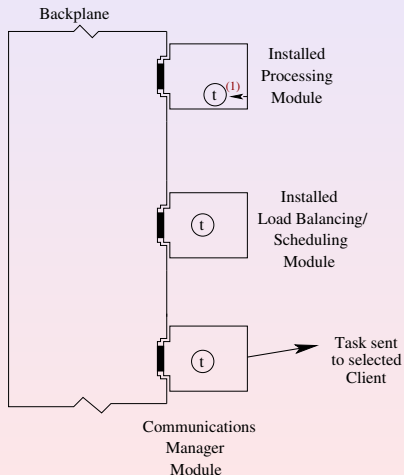 Backplane
Installed
Processing
Module
t
(1)
Installed
Load Balancing/
Scheduling
Module
t
t
Task sent
to selected
Client
Communications
Manager
Module